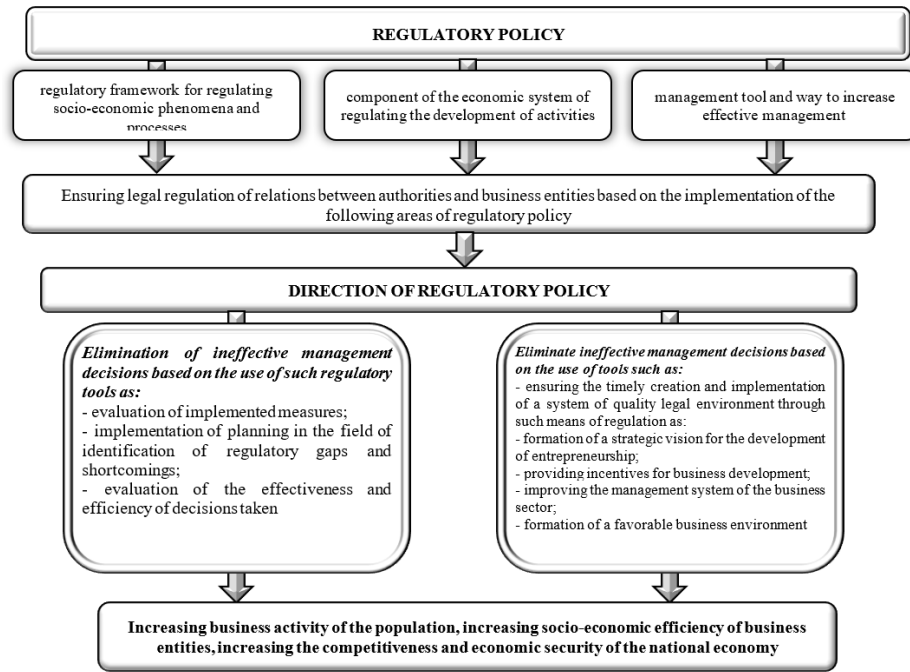 REGULATORY POLICY
regulatory framework for regulating
socio-economic phenomena and
processes
component of the economic system of
regulating the development of activities
management tool and way to increase
effective management
Ensuring legal regulation of relations between authorities and business entities based on the implementation of the
following areas of regulatory policy
DIRECTION OF REGULATORY POLICY
Elimination of ineffective management
decisions based on the use of such regulatory
tools as:
- evaluation of implemented measures;
- implementation of planning in the field of
identification of regulatory gaps and
shortcomings;
- evaluation of the effectiveness and
efficiency of decisions taken
Eliminate ineffective management decisions based
on the use of tools such as:
- ensuring the timely creation and implementation
of a system of quality legal environment through
such means of regulation as:
- formation of a strategic vision for the development
of entrepreneurship;
- providing incentives for business development;
- improving the management system of the business
sector;
- formation of a favorable business environment
Increasing business activity of the population, increasing socio-economic efficiency of business
entities, increasing the competitiveness and economic security of the national economy